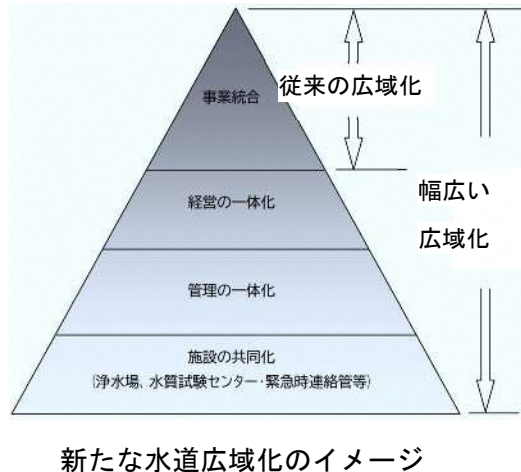 事業統合
従来の広域化
経営の一体化
幅広い
広域化
管理の一体化
施設の共同化
(浄水場、水質試験センター・緊急時連絡管等)
新たな水道広域化のイメージ